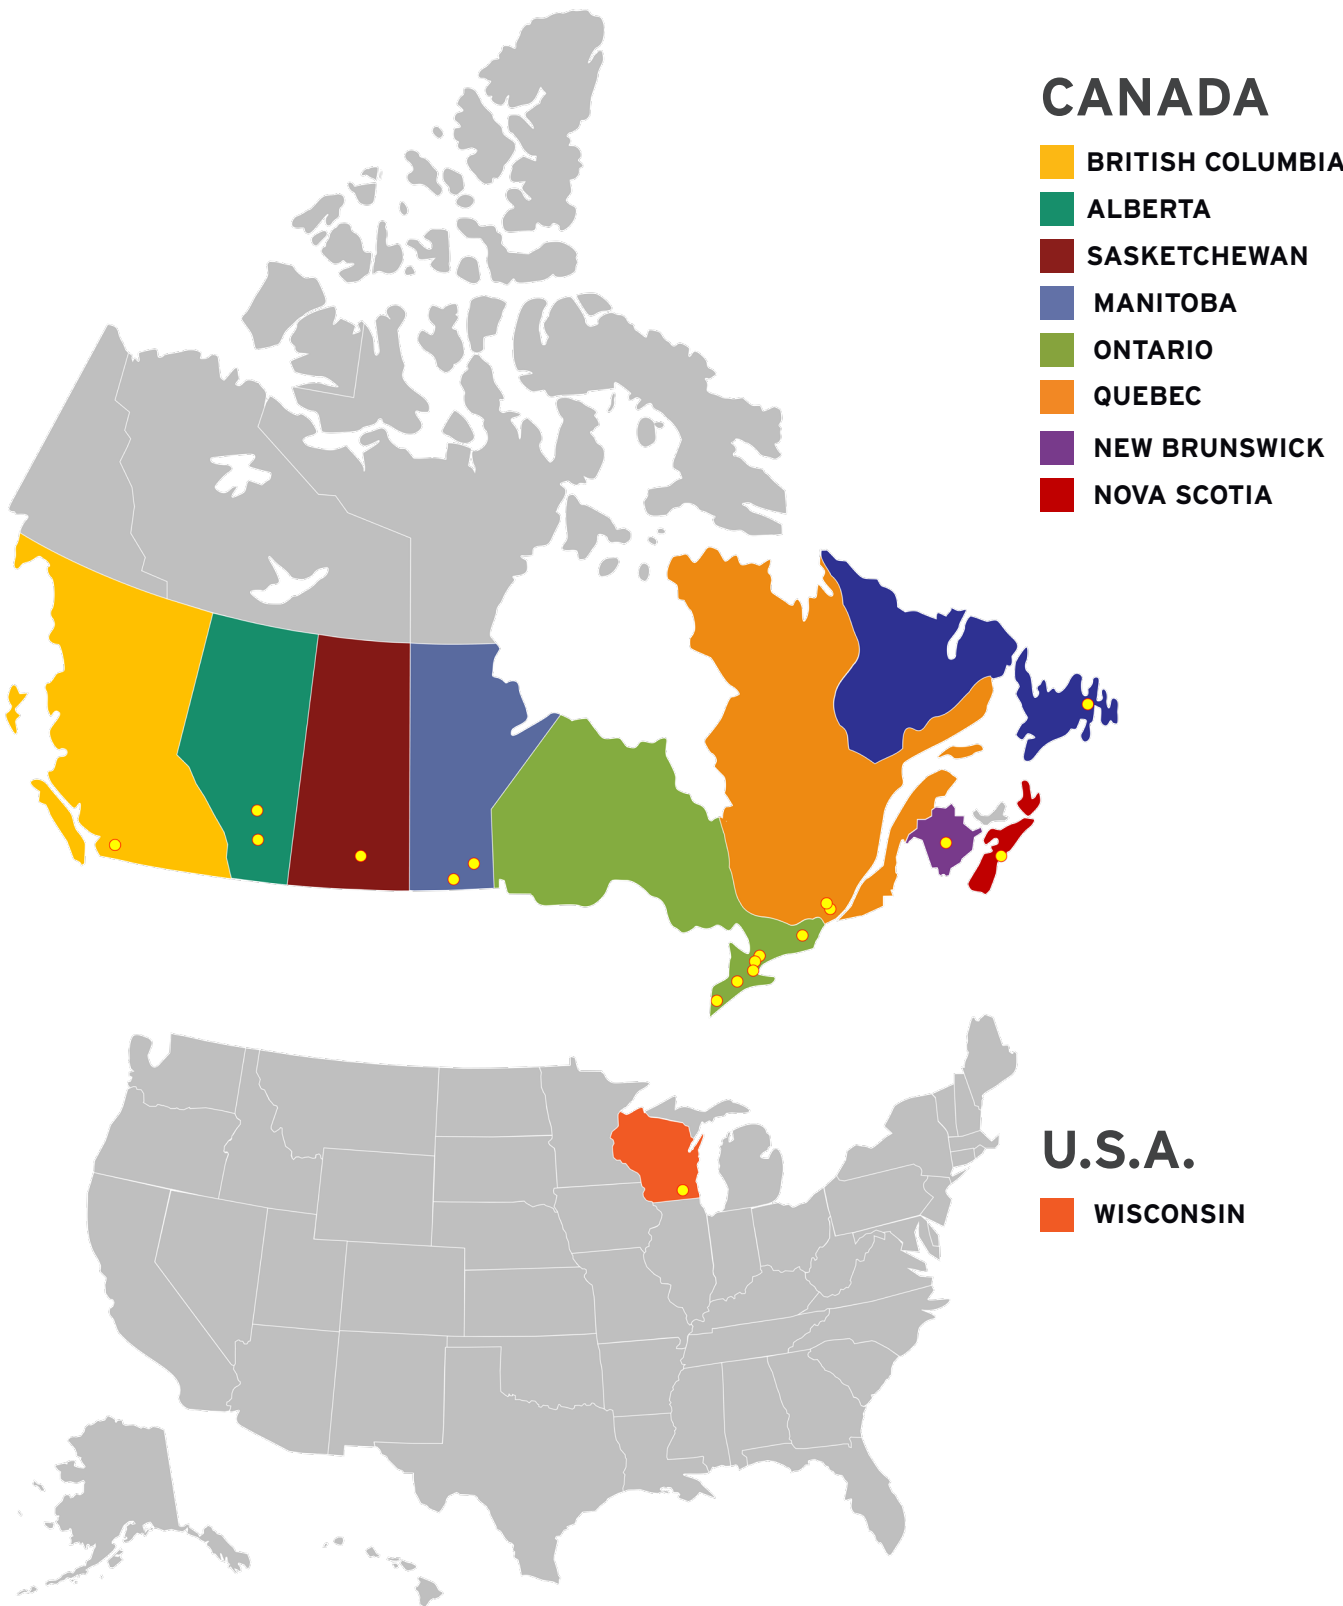 CANADA
BRITISH COLUMBIA
ALBERTA
SASKETCHEWAN
MANITOBA
ONTARIO
QUEBEC
NEW BRUNSWICK
NOVA SCOTIA
U.S.A.
WISCONSIN